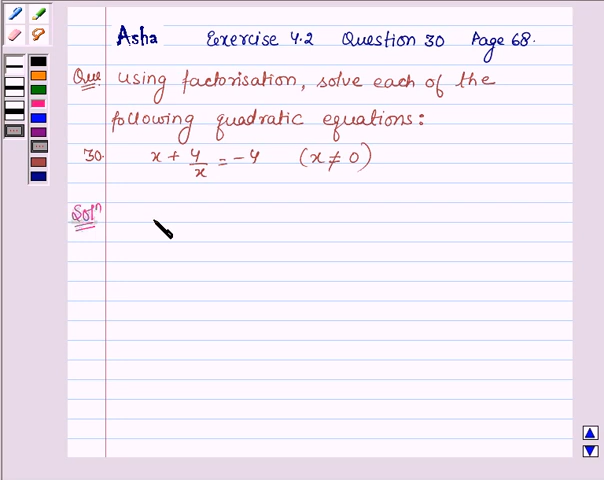 Asha Exercise 4.2 Question 30 Page 68.
Que. Using factorisation, solve each of the
following quadratic equations:
30. x + 4/x = -4 (x ≠ 0)
Solⁿ